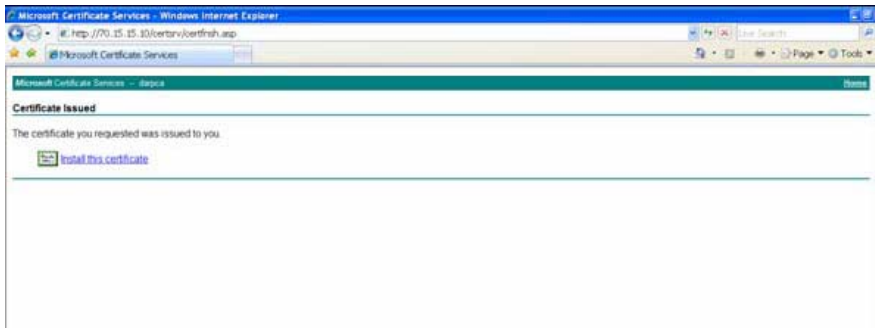 Microsoft Certificate Services - Windows Internet Explorer
http://70.15.15.10/certsrv/certfnsh.asp
Live Search
Microsoft Certificate Services
Page
Tools
Microsoft Certificate Services -- Home
Certificate Issued
The certificate you requested was issued to you.
Install this certificate